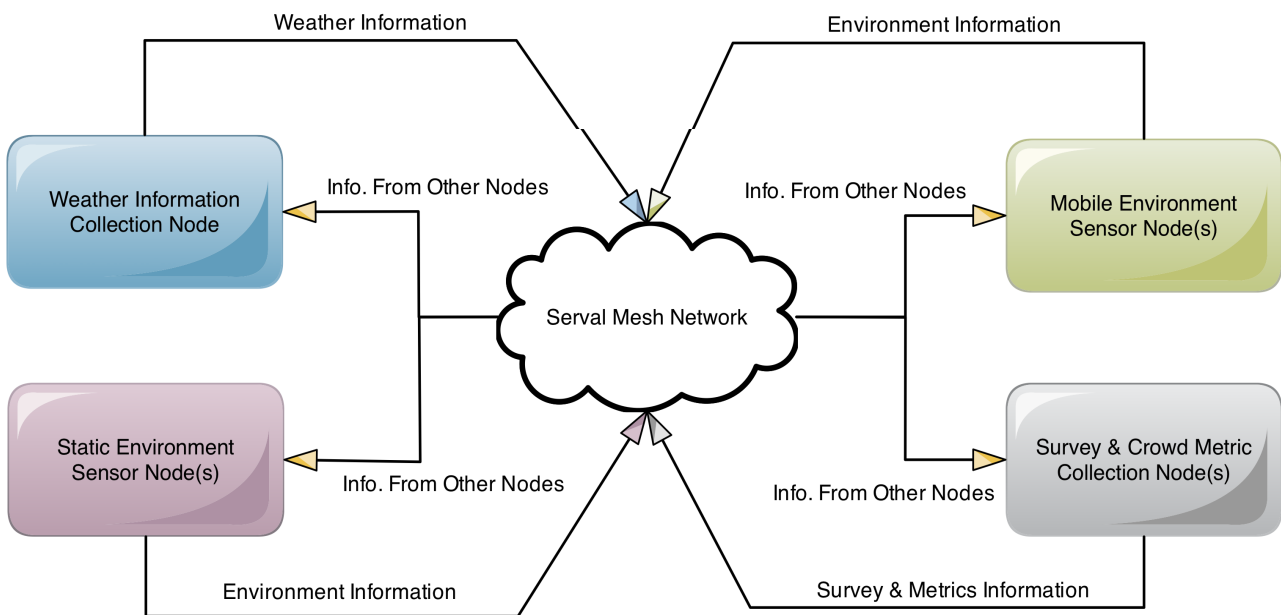 Weather Information
Environment Information
Weather Information
Collection Node
Info. From Other Nodes
Info. From Other Nodes
Mobile Environment
Sensor Node(s)
Serval Mesh Network
Static Environment
Sensor Node(s)
Info. From Other Nodes
Info. From Other Nodes
Survey & Crowd Metric
Collection Node(s)
Environment Information
Survey & Metrics Information